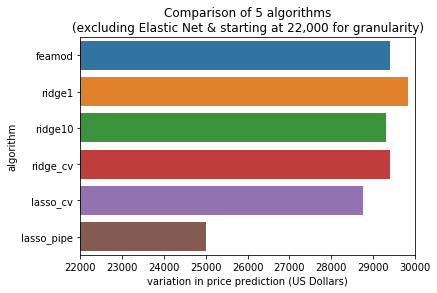 Comparison of 5 algorithms
(excluding Elastic Net & starting at 22,000 for granularity)
feamod
ridge1
ridge10
ridge_cv
lasso_cv
lasso_pipe
algorithm
22000 23000 24000 25000 26000 27000 28000 29000 30000
variation in price prediction (US Dollars)